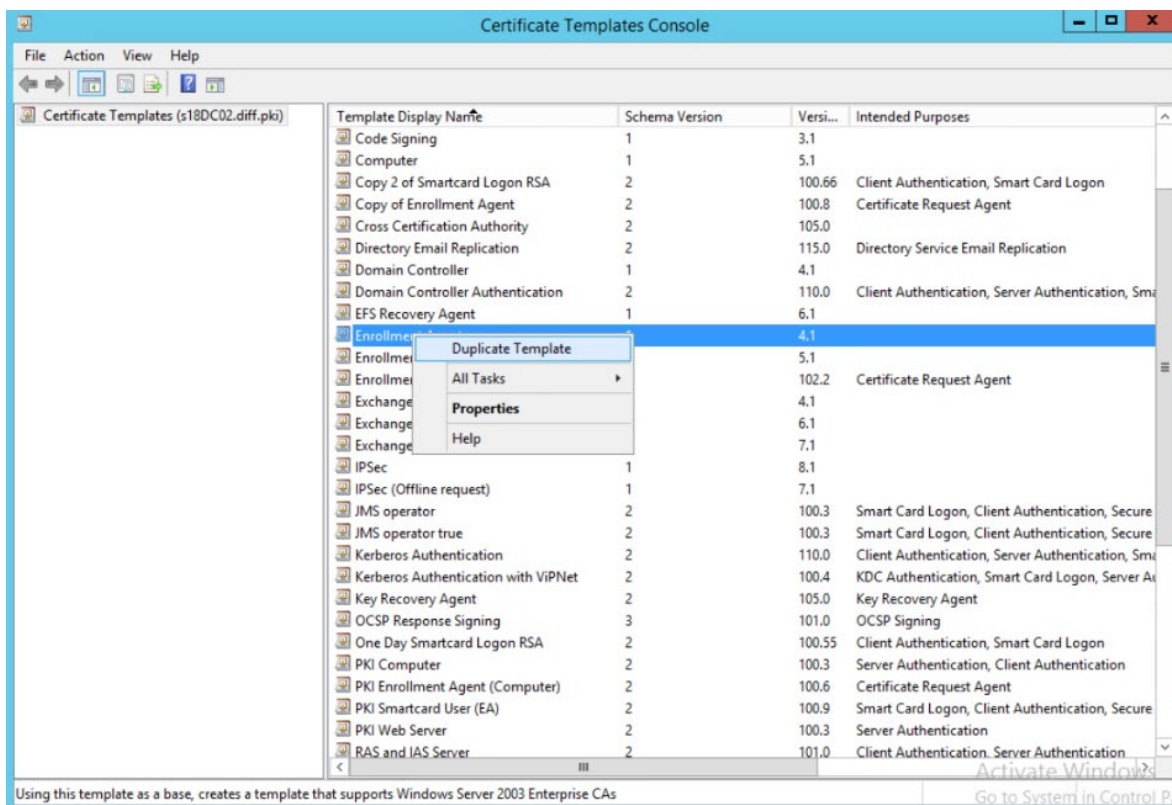 Certificate Templates Console
File Action View Help
Certificate Templates (s18DC02.diff.pki)
Template Display Name Schema Version Versi... Intended Purposes
Code Signing 1 3.1
Computer 1 5.1
Copy 2 of Smartcard Logon RSA 2 100.66 Client Authentication, Smart Card Logon
Copy of Enrollment Agent 2 100.8 Certificate Request Agent
Cross Certification Authority 2 105.0
Directory Email Replication 2 115.0 Directory Service Email Replication
Domain Controller 1 4.1
Domain Controller Authentication 2 110.0 Client Authentication, Server Authentication, Sma
EFS Recovery Agent 1 6.1
Enrollme 4.1
Duplicate Template
Enrollme 5.1
All Tasks
Enrollme 102.2 Certificate Request Agent
Exchange 4.1
Properties
Exchange 6.1
Help
Exchange 7.1
IPSec 1 8.1
IPSec (Offline request) 1 7.1
JMS operator 2 100.3 Smart Card Logon, Client Authentication, Secure
JMS operator true 2 100.3 Smart Card Logon, Client Authentication, Secure
Kerberos Authentication 2 110.0 Client Authentication, Server Authentication, Sma
Kerberos Authentication with ViPNet 2 100.4 KDC Authentication, Smart Card Logon, Server Au
Key Recovery Agent 2 105.0 Key Recovery Agent
OCSP Response Signing 3 101.0 OCSP Signing
One Day Smartcard Logon RSA 2 100.55 Client Authentication, Smart Card Logon
PKI Computer 2 100.3 Server Authentication, Client Authentication
PKI Enrollment Agent (Computer) 2 100.6 Certificate Request Agent
PKI Smartcard User (EA) 2 100.9 Smart Card Logon, Client Authentication, Secure
PKI Web Server 2 100.3 Server Authentication
RAS and IAS Server 2 101.0 Client Authentication, Server Authentication
Activate Windows
Using this template as a base, creates a template that supports Windows Server 2003 Enterprise CAs
Go to System in Control P